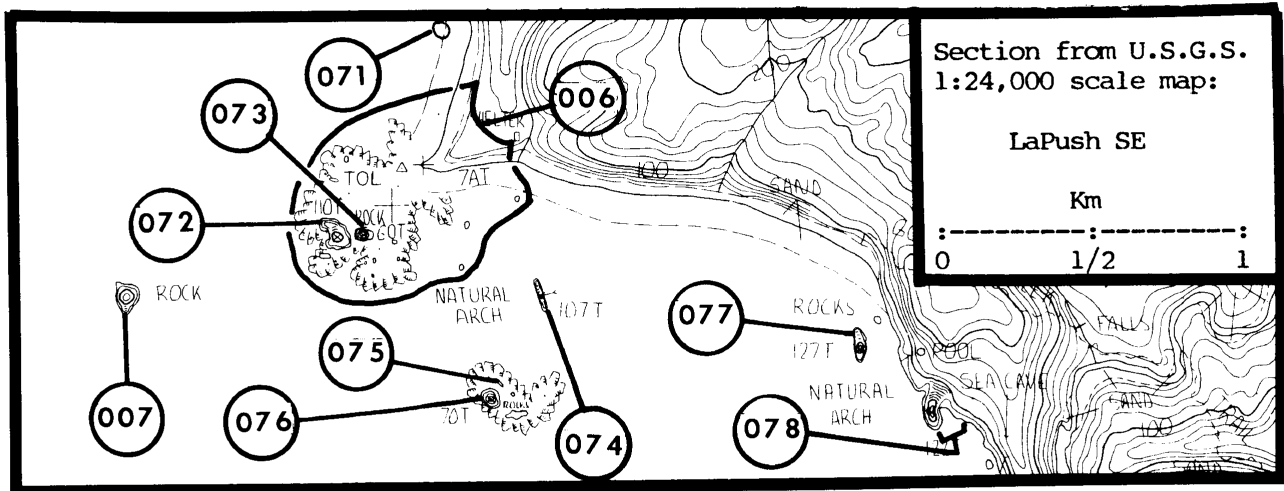 Section from U.S.G.S.
1:24,000 scale map:
LaPush SE
Km
0 1/2 1
071
006
073
200
100
TOL
7AT
SAND
072
ROCK
ROCK
NATURAL
ARCH
107T
077
ROCKS
127T
FALLS
POOL
SEA CAVE
075
007
076
ROCKS
70T
074
NATURAL
ARCH
078
SAND
100